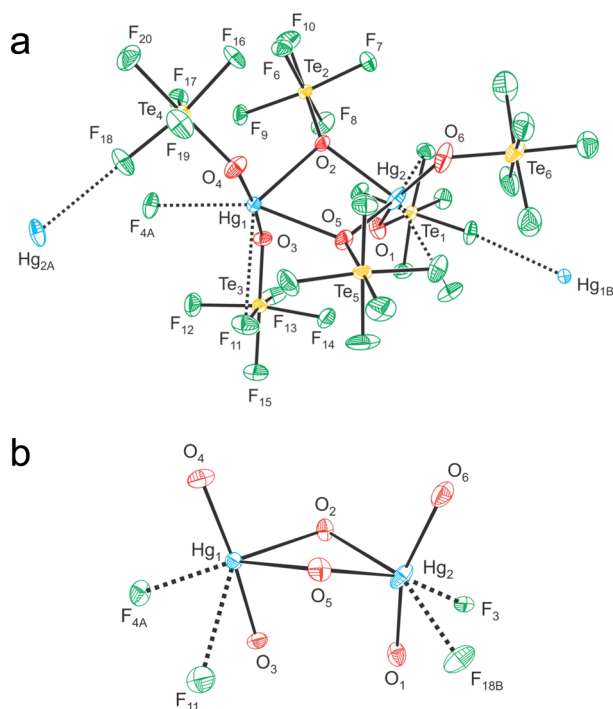 a
F10
F20
F16
F6
F7
F17
Te2
Te4
O6
F9
F8
F18
F19
O2
Hg2
Te6
O4
F4A
Hg1
O5
Te1
O3
O1
Hg2A
Te3
Te5
Hg1B
F12
F13
F11
F14
F15
b
O4
O6
O2
Hg1
Hg2
O5
F4A
F3
O3
O1
F11
F18B